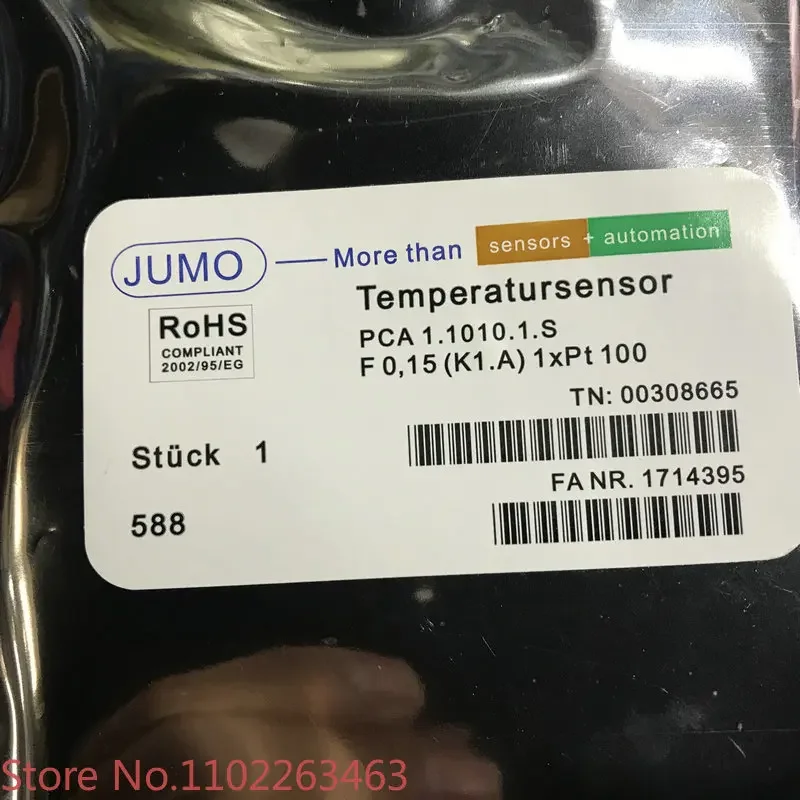 JUMO — More than sensors + automation
Temperatursensor
RoHS
COMPLIANT
2002/95/EG
PCA 1.1010.1.S
F 0,15 (K1.A) 1xPt 100
TN: 00308665
Stück 1
FA NR. 1714395
588
Store No.1102263463